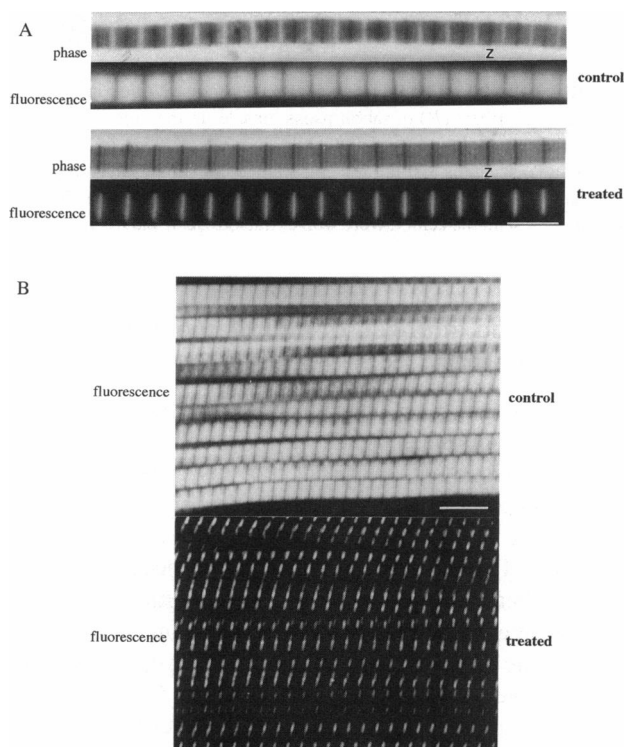 A
phase
Z
control
fluorescence
phase
Z
treated
fluorescence
B
fluorescence
control
fluorescence
treated